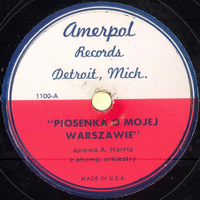 Amerpol
Records
Detroit, Mich.
1100-A
"PIOSENKA O MOJEJ
WARSZAWIE"
śpiewa A. Harris
z akomp. orkiestry
MADE IN U.S.A.